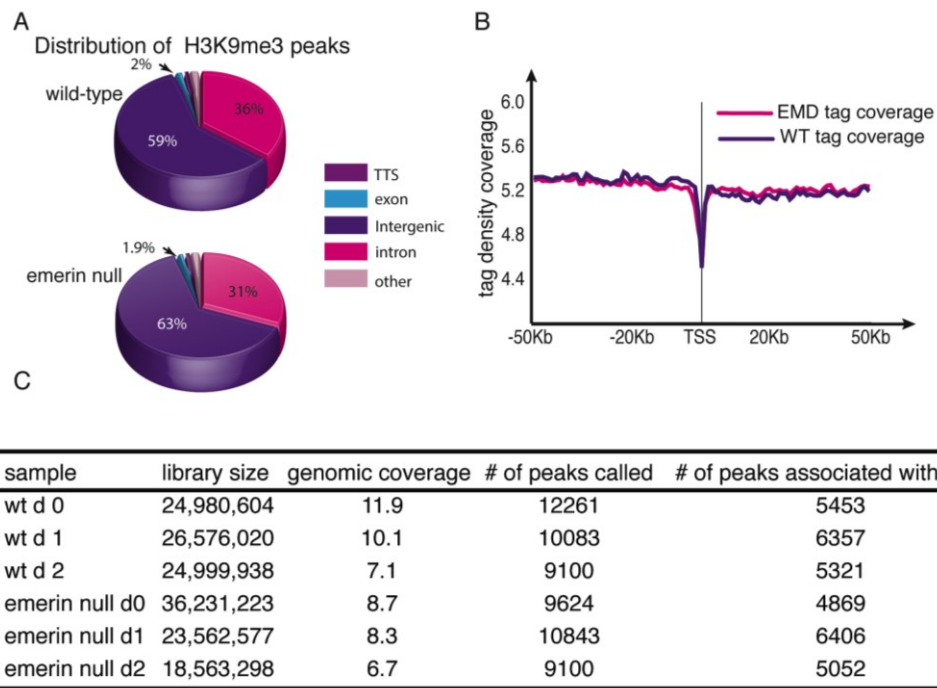 A
Distribution of H3K9me3 peaks
2%
wild-type
36%
59%
TTS
exon
Intergenic
intron
other
1.9%
emerin null
31%
63%
B
tag density coverage
6.0
5.6
5.2
4.8
4.4
EMD tag coverage
WT tag coverage
-50Kb -20Kb TSS 20Kb 50Kb
C
sample library size genomic coverage # of peaks called # of peaks associated with
wt d 0 24,980,604 11.9 12261 5453
wt d 1 26,576,020 10.1 10083 6357
wt d 2 24,999,938 7.1 9100 5321
emerin null d0 36,231,223 8.7 9624 4869
emerin null d1 23,562,577 8.3 10843 6406
emerin null d2 18,563,298 6.7 9100 5052